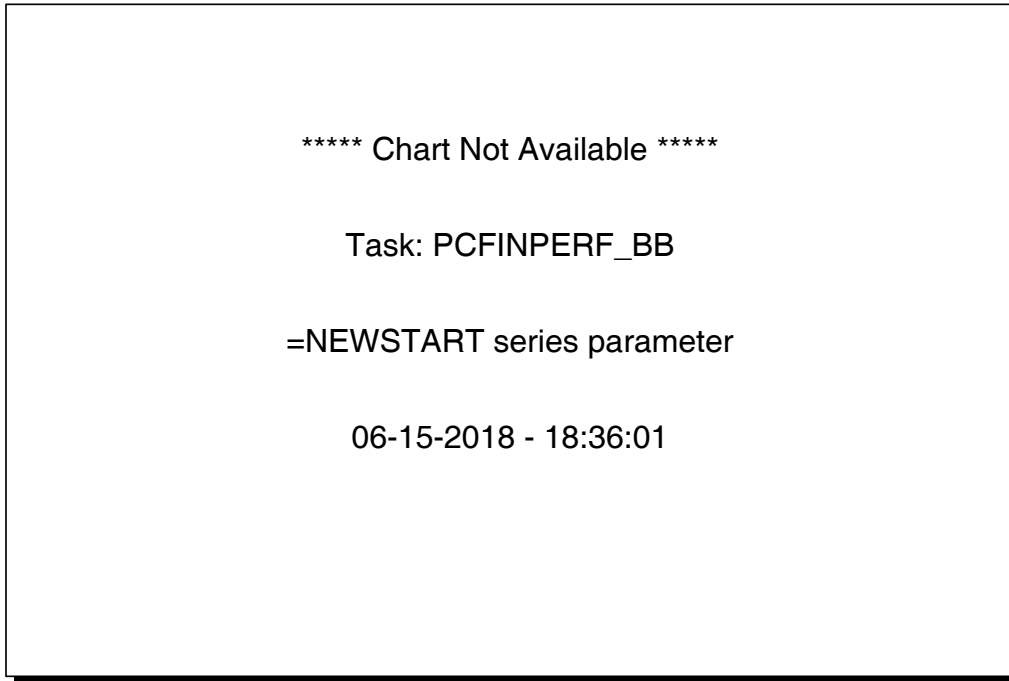 ***** Chart Not Available *****
Task: PCFINPERF_BB
=NEWSTART series parameter
06-15-2018 - 18:36:01